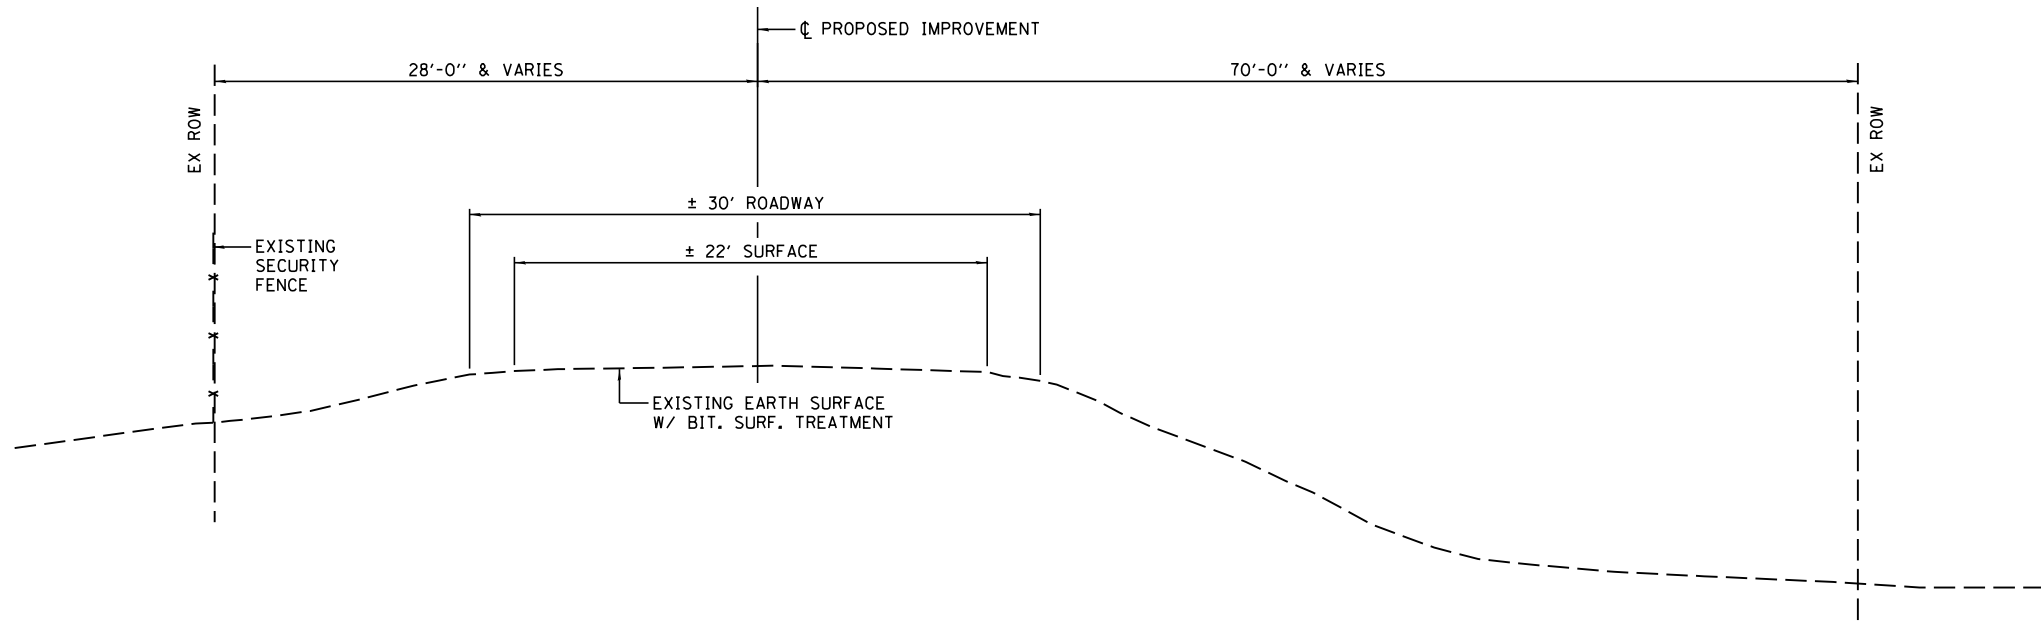 ℄ PROPOSED IMPROVEMENT
28'-0'' & VARIES
70'-0'' & VARIES
EX ROW
EX ROW
± 30' ROADWAY
± 22' SURFACE
EXISTING
SECURITY
FENCE
EXISTING EARTH SURFACE
W/ BIT. SURF. TREATMENT